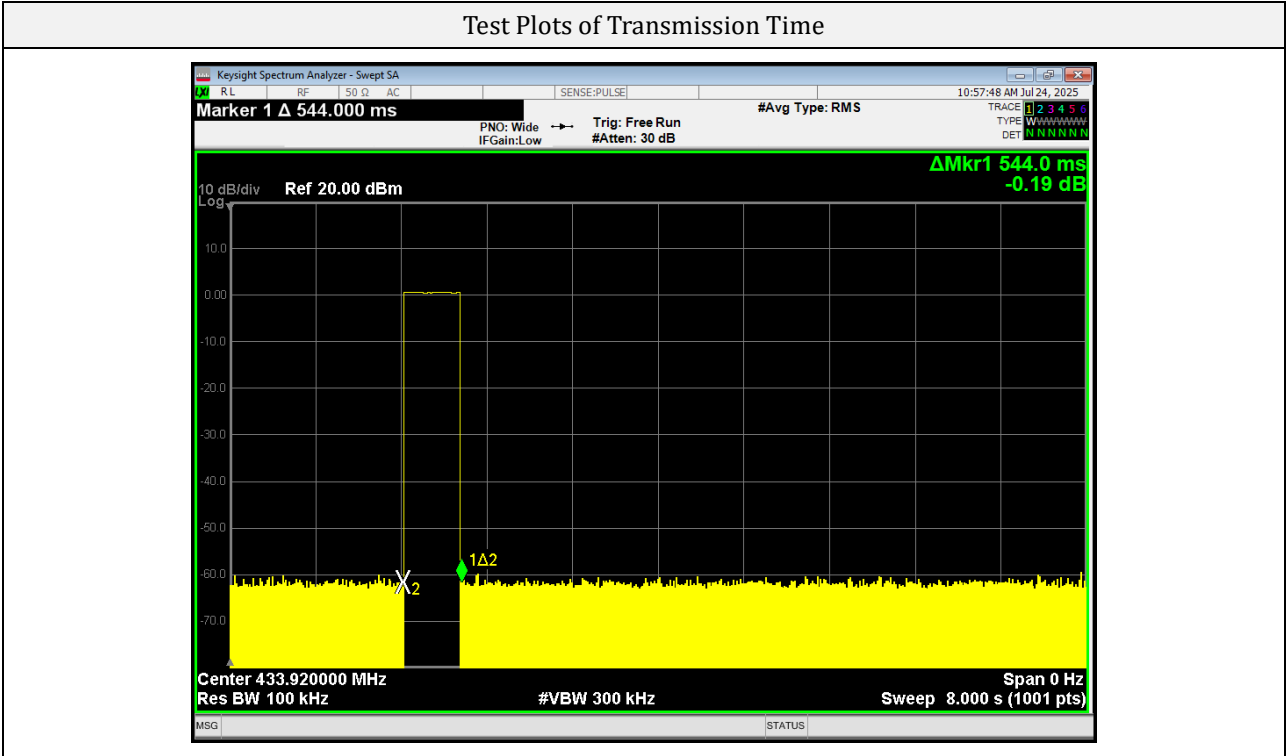 Test Plots of Transmission Time
Keysight Spectrum Analyzer - Swept SA
LXI RL RF 50 Ω AC SENSE:PULSE 10:57:48 AM Jul 24, 2025
Marker 1 Δ 544.000 ms #Avg Type: RMS TRACE 1 2 3 4 5 6
PNO: Wide Trig: Free Run TYPE WWWWWW
IFGain:Low #Atten: 30 dB DET N N N N N N
ΔMkr1 544.0 ms
10 dB/div Ref 20.00 dBm -0.19 dB
Log
10.0
0.00
-10.0
-20.0
-30.0
-40.0
-50.0
1Δ2
-60.0
2
-70.0
Center 433.920000 MHz Span 0 Hz
Res BW 100 kHz #VBW 300 kHz Sweep 8.000 s (1001 pts)
MSG STATUS